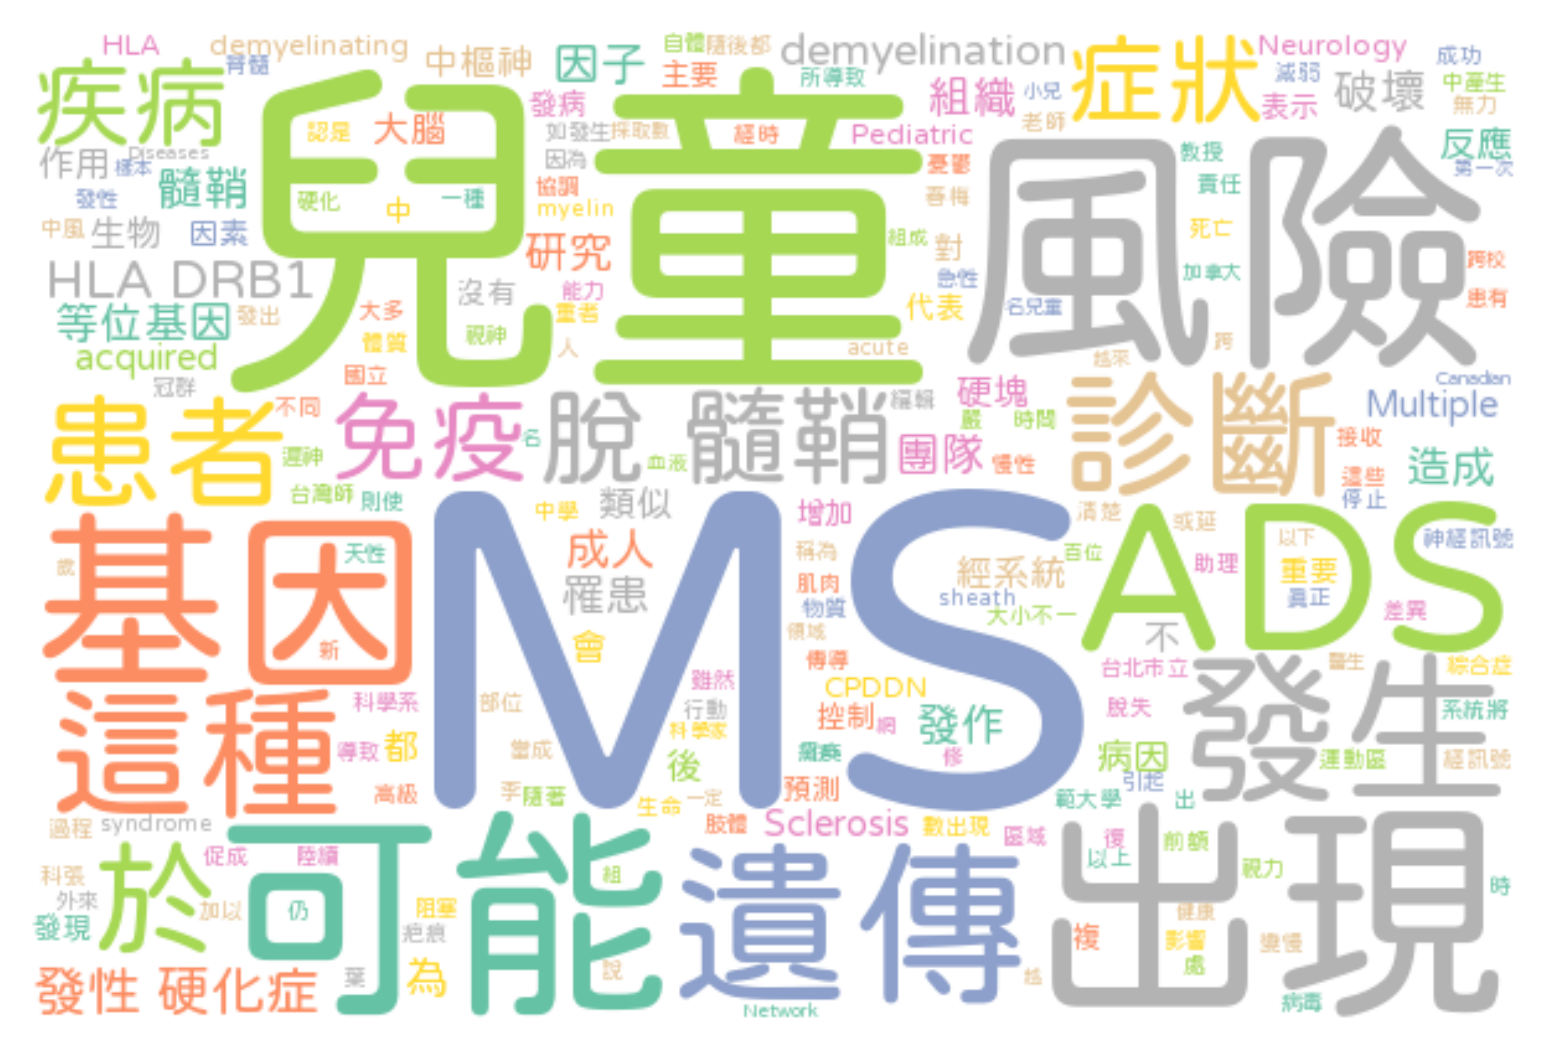 HLA
demyelinating
中樞神
因子
自體
隨後都
demyelination
症狀
Neurology
成功
脊髓
主要
所導致
減弱
中產生
疾病
兒童
發病
組織
小兒
表示
破壞
無力
認是
大腦
如發生
採取數
經時
Pediatric
老師
反應
作用
Diseases
樣本
因為
憂鬱
風險
教授
第一次
髓鞘
發性
硬化
中
一種
協調
myelin
春梅
責任
中風
生物
因素
研究
組成
對
死亡
HLA DRB1
沒有
能力
急性
加拿大
跨校
等位基因
發出
大多
視神
重者
代表
名兒童
患有
acquired
體質
人
acute
越來
跨
冠群
國立
不同
患者
免疫
脫 髓鞘
編輯
硬塊
診斷
Canadian
Multiple
遲神
名
血液
團隊
嚴
時間
慢性
接收
這些
造成
台灣師
則使
類似
中學
增加
清楚
停止
基因
天性
歲
新
MS
成人
罹患
稱為
經系統
百位
ADS
或延
以下
神經訊號
肌肉
物質
sheath
大小不一
助理
重要
真正
差異
領域
不
會
傳導
台北市立
醫生
綜合症
這種
科學系
部位
雖然
行動
CPDDN
脫失
發生
系統將
導致
都
當成
科學家
控制
網
發作
修
病因
運動區
經訊號
後
引起
高級
李
隨著
生命
一定
預測
範大學
出
過程
syndrome
肢體
Sclerosis
數出現
區域
復
前額
於
促成
陸續
可能
遺傳
以上
出現
視力
科張
外來
加以
仍
組
阻塞
時
發現
疤痕
健康
複
影響
變慢
發性 硬化症
葉
為
說
越
處
病毒
Network